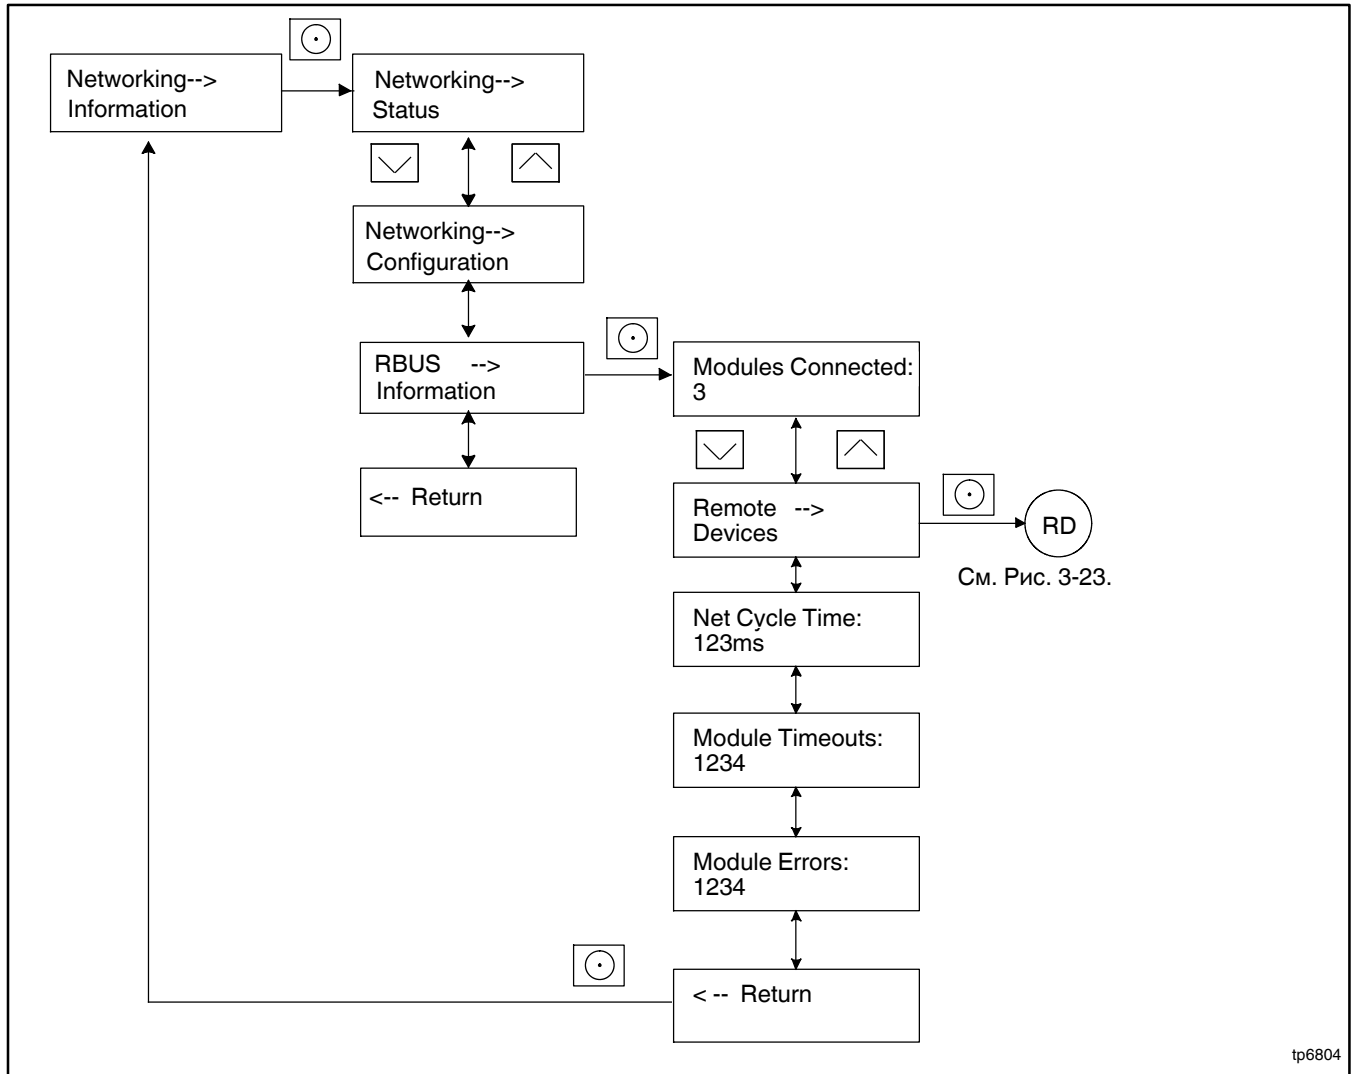 Networking-->
Information
Networking-->
Status
Networking-->
Configuration
RBUS -->
Information
<-- Return
Modules Connected:
3
Remote -->
Devices
RD
См. Рис. 3-23.
Net Cycle Time:
123ms
Module Timeouts:
1234
Module Errors:
1234
< -- Return
tp6804